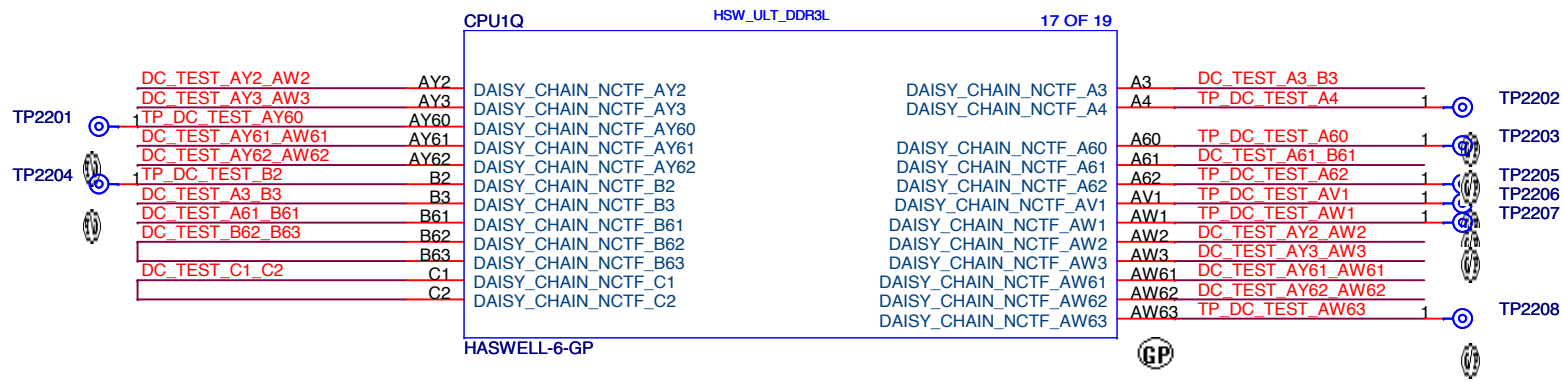 CPU1Q HSW_ULT_DDR3L 17 OF 19
DC_TEST_AY2_AW2 AY2 DAISY_CHAIN_NCTF_AY2 DAISY_CHAIN_NCTF_A3 A3 DC_TEST_A3_B3
DC_TEST_AY3_AW3 AY3 DAISY_CHAIN_NCTF_AY3 DAISY_CHAIN_NCTF_A4 A4 TP_DC_TEST_A4 1 TP2202
TP2201 1 TP_DC_TEST_AY60 AY60 DAISY_CHAIN_NCTF_AY60
DC_TEST_AY61_AW61 AY61 DAISY_CHAIN_NCTF_AY61 DAISY_CHAIN_NCTF_A60 A60 TP_DC_TEST_A60 1 TP2203
DC_TEST_AY62_AW62 AY62 DAISY_CHAIN_NCTF_AY62 DAISY_CHAIN_NCTF_A61 A61 DC_TEST_A61_B61
TP2204 1 TP_DC_TEST_B2 B2 DAISY_CHAIN_NCTF_B2 DAISY_CHAIN_NCTF_A62 A62 TP_DC_TEST_A62 1 TP2205
DC_TEST_A3_B3 B3 DAISY_CHAIN_NCTF_B3 DAISY_CHAIN_NCTF_AV1 AV1 TP_DC_TEST_AV1 1 TP2206
DC_TEST_A61_B61 B61 DAISY_CHAIN_NCTF_B61 DAISY_CHAIN_NCTF_AW1 AW1 TP_DC_TEST_AW1 1 TP2207
DC_TEST_B62_B63 B62 DAISY_CHAIN_NCTF_B62 DAISY_CHAIN_NCTF_AW2 AW2 DC_TEST_AY2_AW2
B63 DAISY_CHAIN_NCTF_B63 DAISY_CHAIN_NCTF_AW3 AW3 DC_TEST_AY3_AW3
DC_TEST_C1_C2 C1 DAISY_CHAIN_NCTF_C1 DAISY_CHAIN_NCTF_AW61 AW61 DC_TEST_AY61_AW61
C2 DAISY_CHAIN_NCTF_C2 DAISY_CHAIN_NCTF_AW62 AW62 DC_TEST_AY62_AW62
DAISY_CHAIN_NCTF_AW63 AW63 TP_DC_TEST_AW63 1 TP2208
HASWELL-6-GP GP